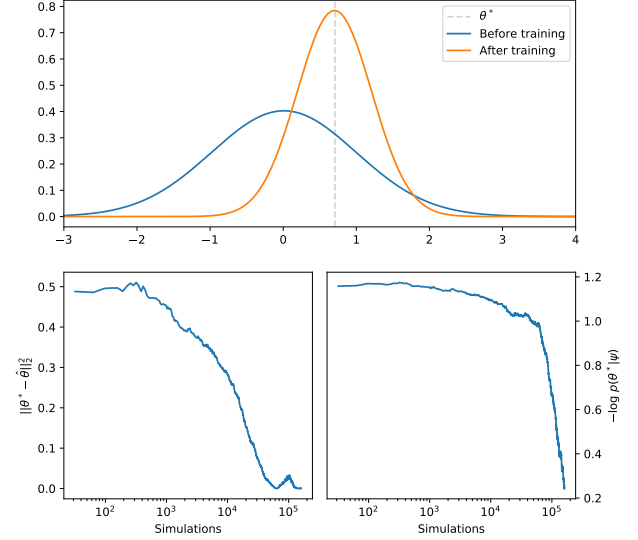 0.8
0.7
0.6
0.5
0.4
0.3
0.2
0.1
0.0
θ*
Before training
After training
−3 −2 −1 0 1 2 3 4
0.5
0.4
0.3
0.2
0.1
0.0
||θ* − θ̂||₂²
10² 10³ 10⁴ 10⁵
Simulations
1.2
1.0
0.8
0.6
0.4
0.2
−log p(θ*|ψ)
10² 10³ 10⁴ 10⁵
Simulations